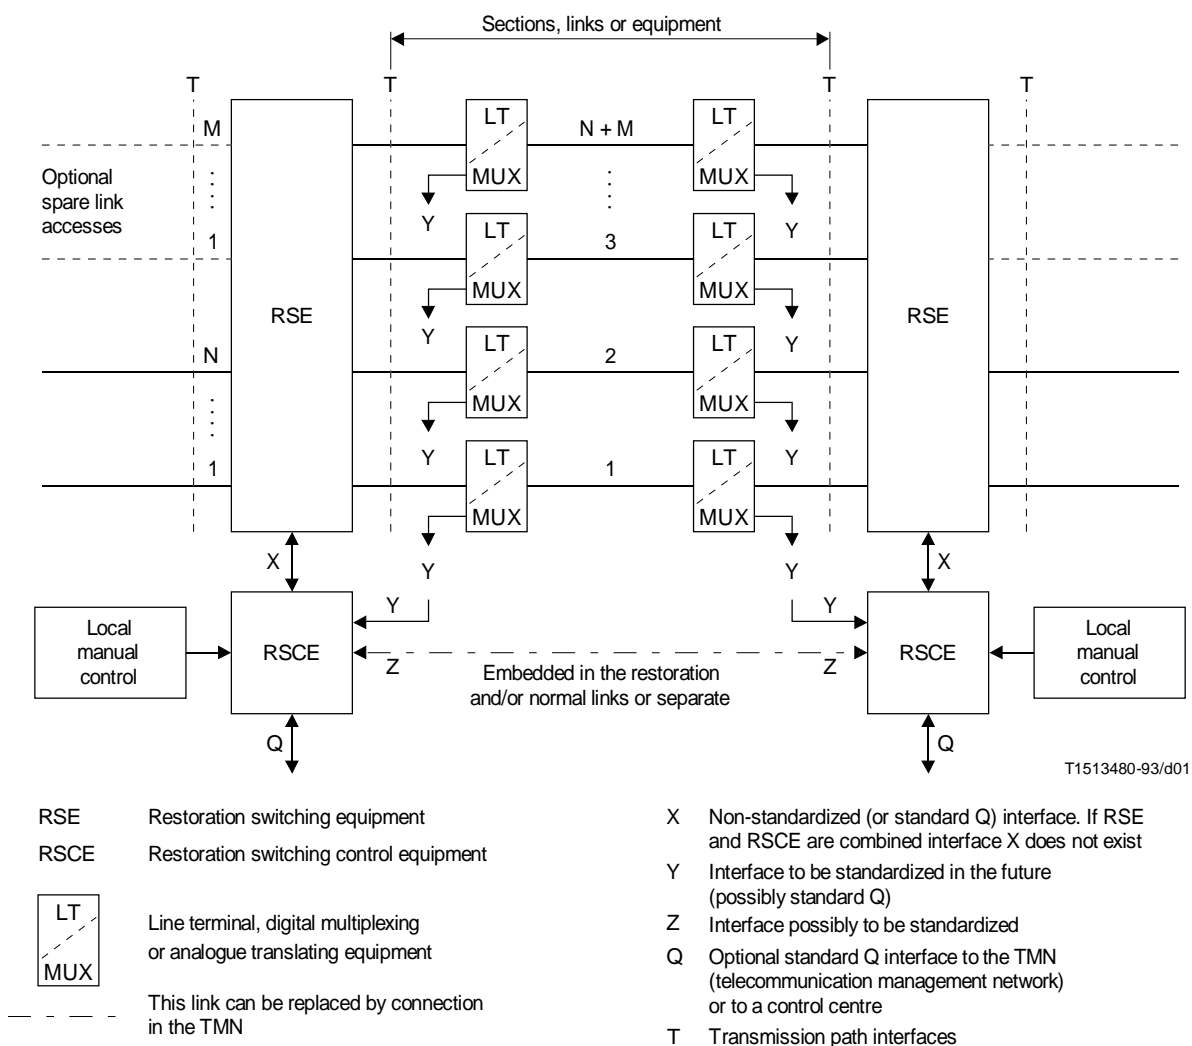 Sections, links or equipment
T T T T
M LT N + M LT
MUX MUX
Optional
spare link
accesses
Y Y
1 LT 3 LT
MUX MUX
RSE RSE
Y Y
N LT 2 LT
MUX MUX
Y Y
1 LT 1 LT
MUX MUX
X Y Y X
Y Y
Local
manual
control
RSCE
Z
Embedded in the restoration
and/or normal links or separate
Z
RSCE
Local
manual
control
Q Q
T1513480-93/d01
RSE Restoration switching equipment
RSCE Restoration switching control equipment
LT
MUX
Line terminal, digital multiplexing
or analogue translating equipment
This link can be replaced by connection
in the TMN
X Non-standardized (or standard Q) interface. If RSE
and RSCE are combined interface X does not exist
Y Interface to be standardized in the future
(possibly standard Q)
Z Interface possibly to be standardized
Q Optional standard Q interface to the TMN
(telecommunication management network)
or to a control centre
T Transmission path interfaces